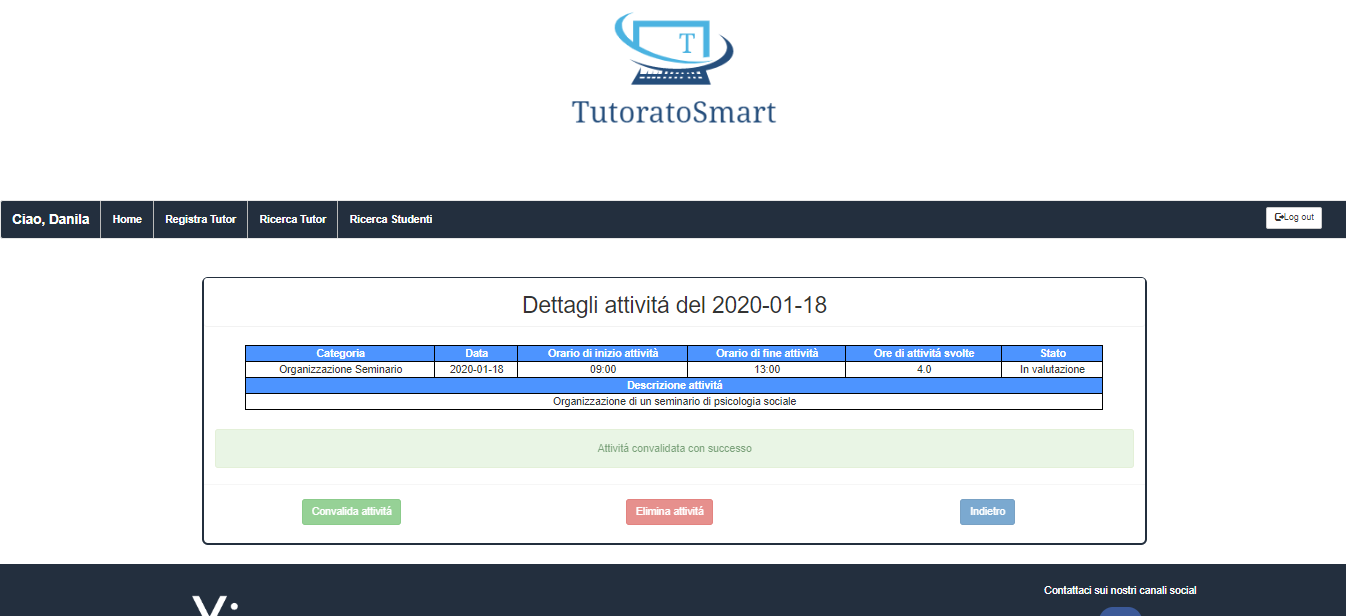 T
TutoratoSmart
Ciao, Danila Home Registra Tutor Ricerca Tutor Ricerca Studenti Log out
Dettagli attivitá del 2020-01-18
Categoria Data Orario di inizio attività Orario di fine attività Ore di attività svolte Stato
Organizzazione Seminario 2020-01-18 09:00 13:00 4.0 In valutazione
Descrizione attività
Organizzazione di un seminario di psicologia sociale
Attività convalidata con successo
Convalida attivitá Elimina attivitá Indietro
Contattaci sui nostri canali social